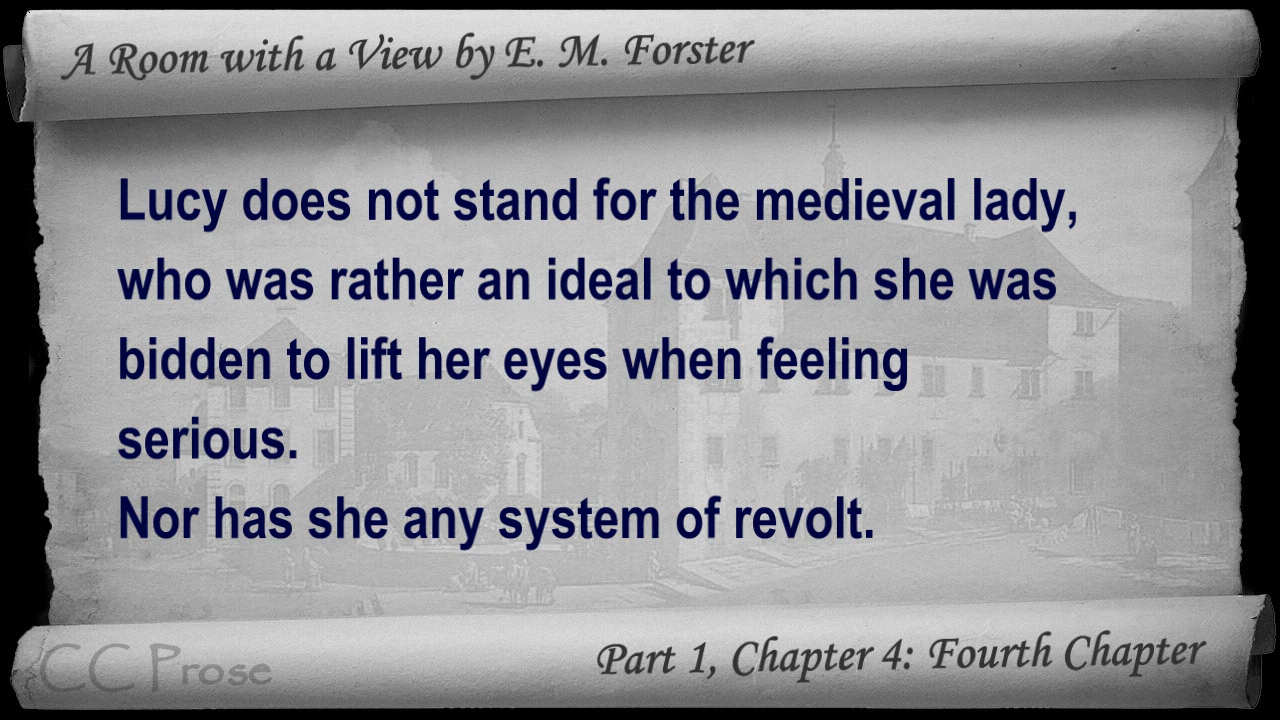 A Room with a View by E. M. Forster
Lucy does not stand for the medieval lady,
who was rather an ideal to which she was
bidden to lift her eyes when feeling
serious.
Nor has she any system of revolt.
CC Prose
Part 1, Chapter 4: Fourth Chapter